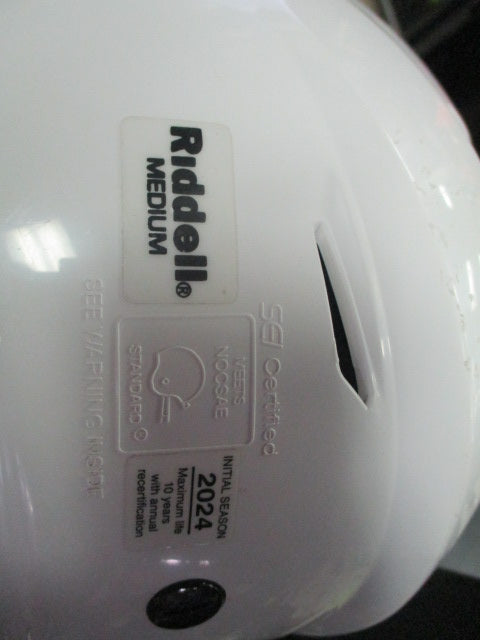 Riddell®
MEDIUM
SEI Certified
MEETS
NOCSAE
STANDARD
SEE WARNING INSIDE
INITIAL SEASON
2024
Maximum life
10 years
with annual
recertification